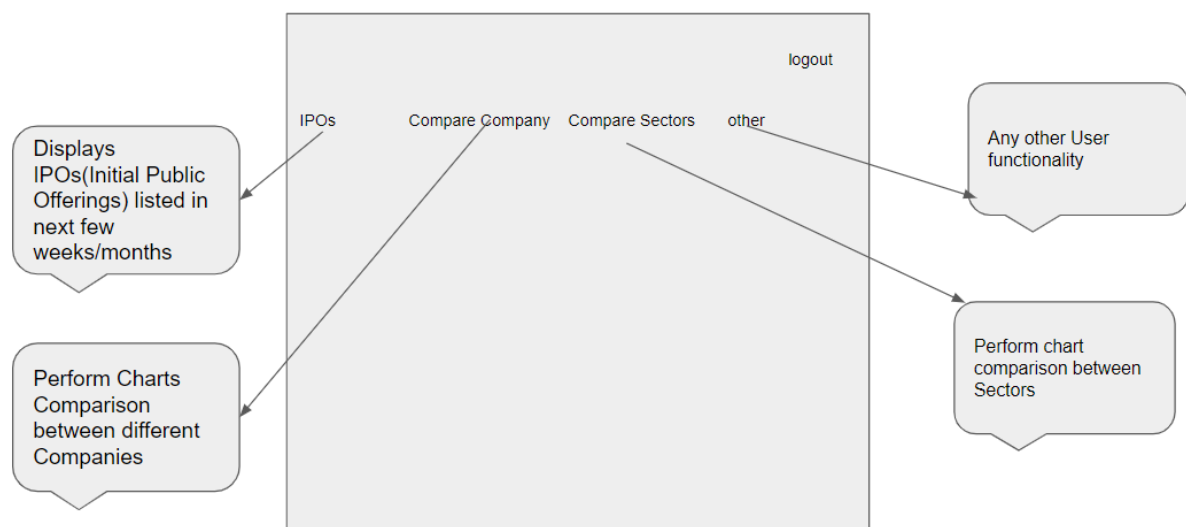 logout
IPOs
Compare Company
Compare Sectors
other
Displays
IPOs(Initial Public
Offerings) listed in
next few
weeks/months
Any other User
functionality
Perform Charts
Comparison
between different
Companies
Perform chart
comparison between
Sectors